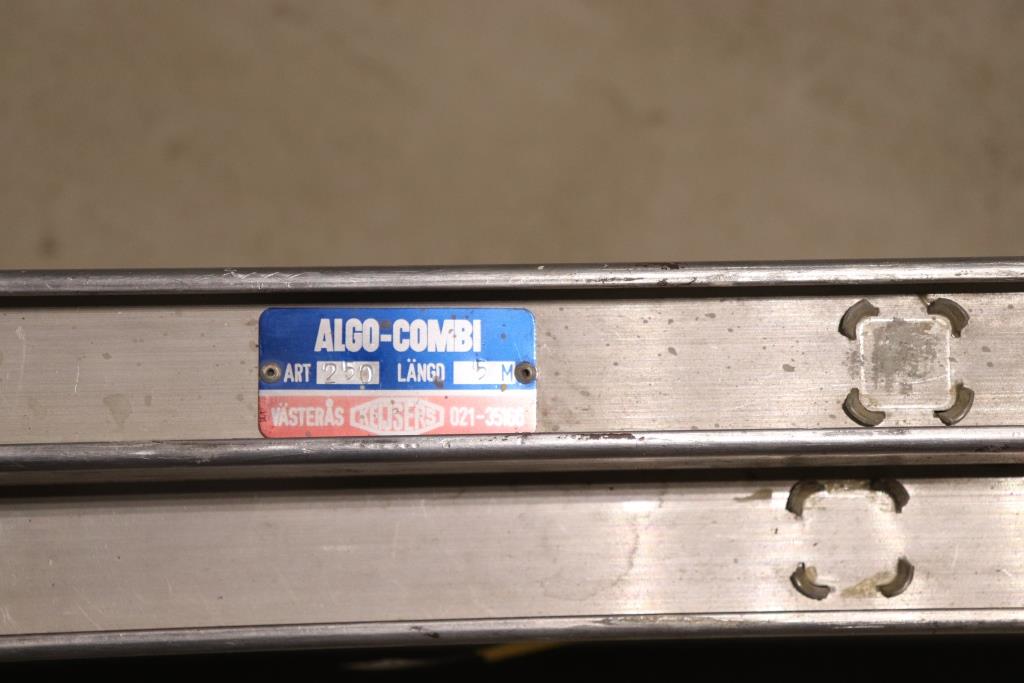 ALGO-COMBI
ART 250 LÄNGD 5 M
VÄSTERÅS KEIJSERS 021-35166